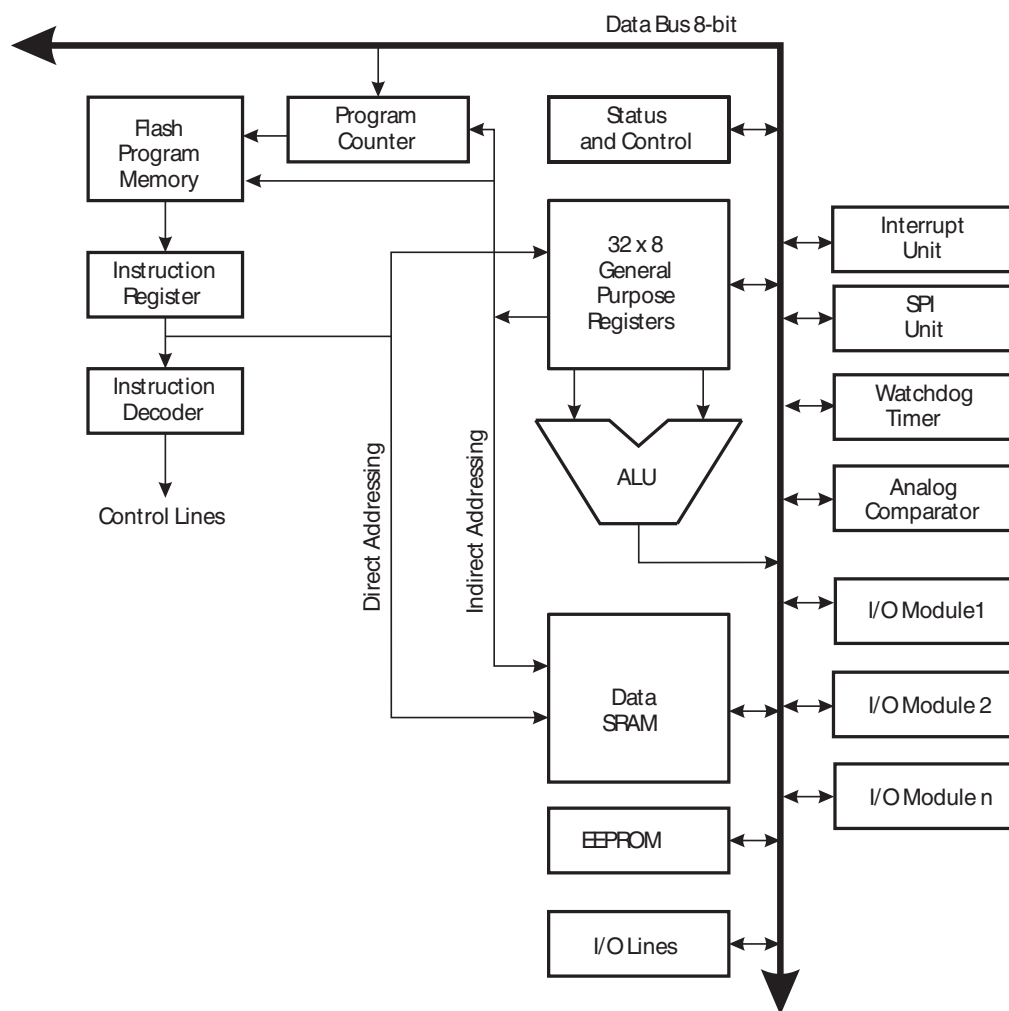 Data Bus 8-bit
Flash
Program
Memory
Program
Counter
Status
and Control
32 x 8
General
Purpose
Registers
Interrupt
Unit
Instruction
Register
SPI
Unit
Instruction
Decoder
Watchdog
Timer
Direct Addressing
Indirect Addressing
ALU
Analog
Comparator
Control Lines
I/O Module1
Data
SRAM
I/O Module 2
I/O Module n
EEPROM
I/O Lines